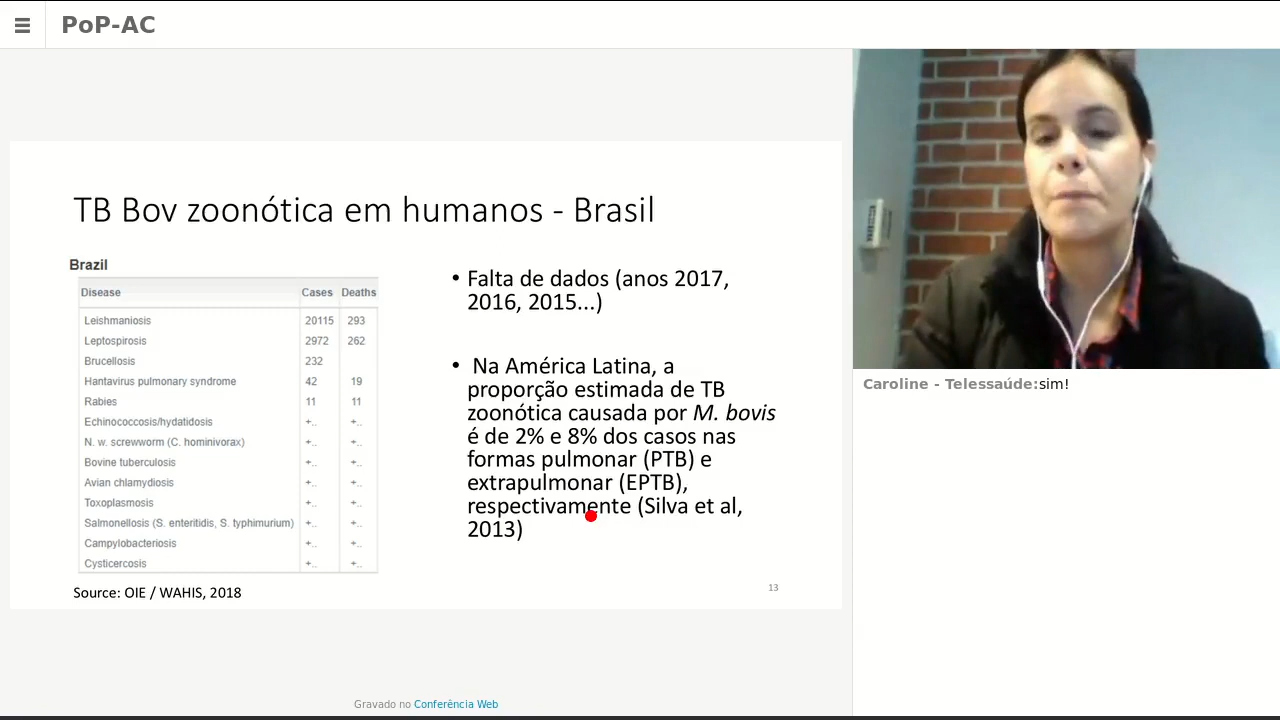 PoP-AC
TB Bov zoonótica em humanos - Brasil
Brazil
Disease Cases Deaths
Leishmaniosis 20115 293
Leptospirosis 2972 262
Brucellosis 232
Hantavirus pulmonary syndrome 42 19
Rabies 11 11
Echinococcosis/hydatidosis +.. +..
N. w. screwworm (C. hominivorax) +.. +..
Bovine tuberculosis +.. +..
Avian chlamydiosis +.. +..
Toxoplasmosis +.. +..
Salmonellosis (S. enteritidis, S. typhimurium) +.. +..
Campylobacteriosis +.. +..
Cysticercosis +.. +..
Source: OIE / WAHIS, 2018
• Falta de dados (anos 2017,
2016, 2015...)
• Na América Latina, a
proporção estimada de TB
zoonótica causada por M. bovis
é de 2% e 8% dos casos nas
formas pulmonar (PTB) e
extrapulmonar (EPTB),
respectivamente (Silva et al,
2013)
13
Caroline - Telessaúde:sim!
Gravado no Conferência Web